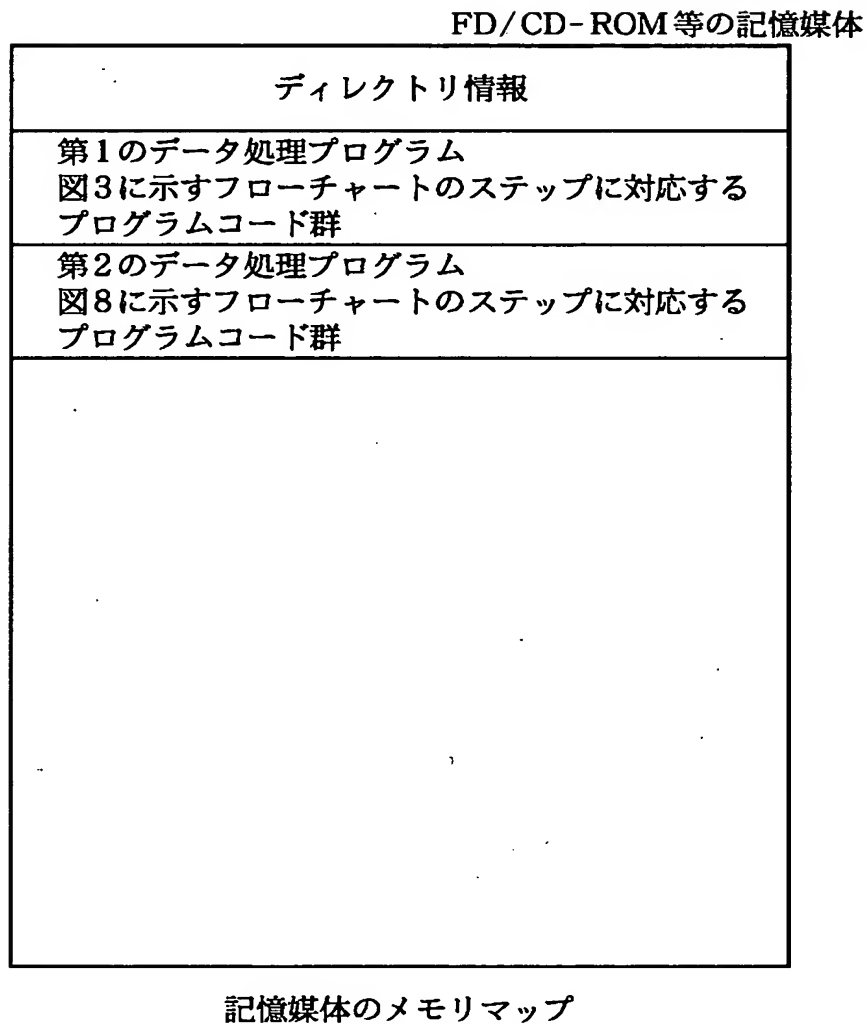 FD/CD-ROM等の記憶媒体
ディレクトリ情報
第1のデータ処理プログラム
図3に示すフローチャートのステップに対応する
プログラムコード群
第2のデータ処理プログラム
図8に示すフローチャートのステップに対応する
プログラムコード群
記憶媒体のメモリマップ